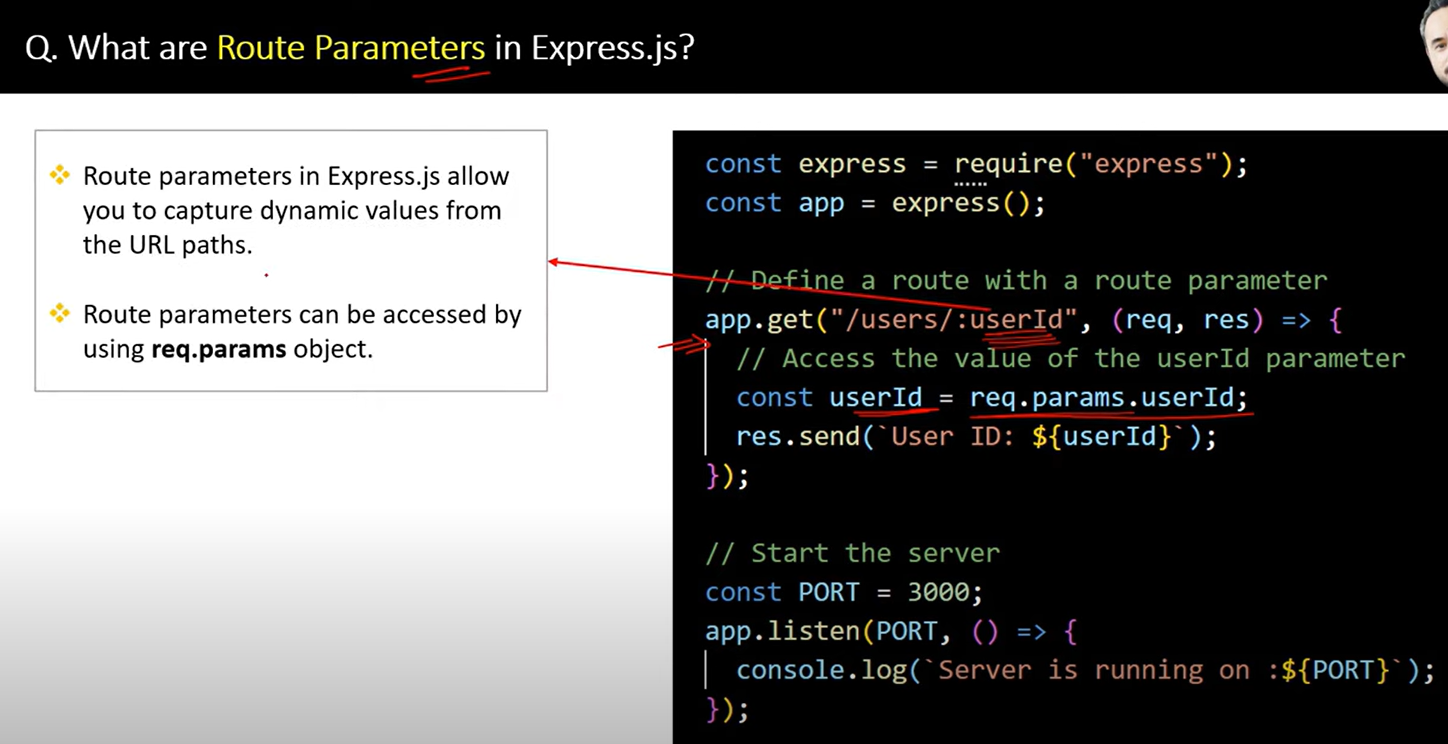 Q. What are Route Parameters in Express.js?
Route parameters in Express.js allow
you to capture dynamic values from
the URL paths.
Route parameters can be accessed by
using req.params object.
const express = require("express");
const app = express();
// Define a route with a route parameter
app.get("/users/:userId", (req, res) => {
// Access the value of the userId parameter
const userId = req.params.userId;
res.send(`User ID: ${userId}`);
});
// Start the server
const PORT = 3000;
app.listen(PORT, () => {
console.log(`Server is running on :${PORT}`);
});